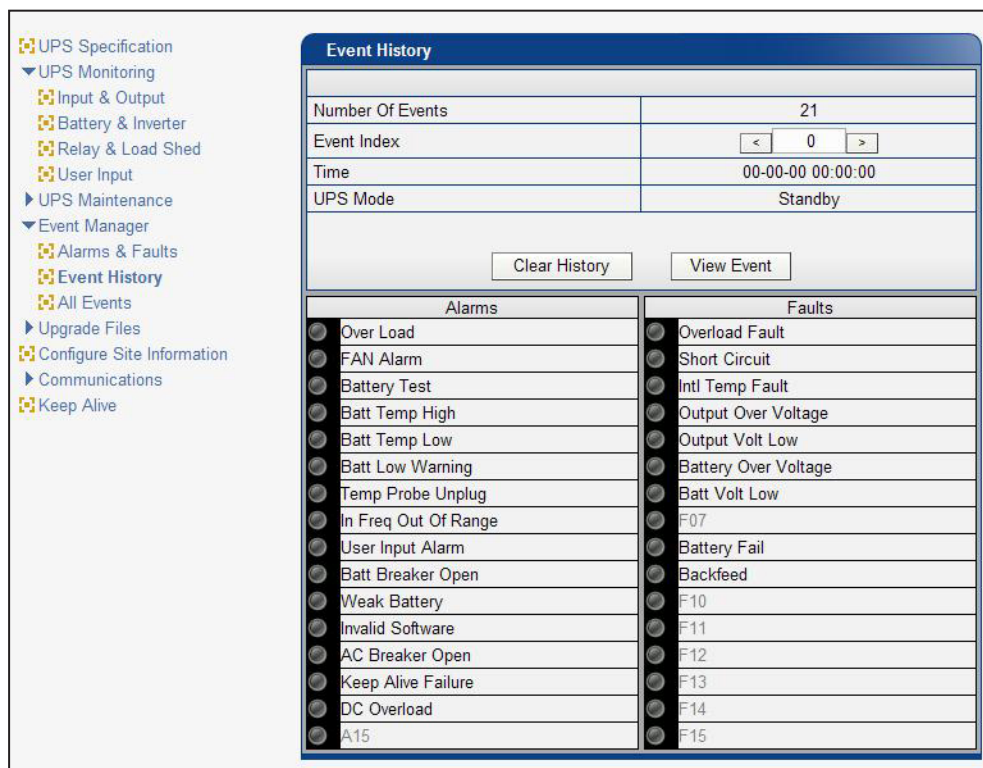 UPS Specification
UPS Monitoring
Input & Output
Battery & Inverter
Relay & Load Shed
User Input
UPS Maintenance
Event Manager
Alarms & Faults
Event History
All Events
Upgrade Files
Configure Site Information
Communications
Keep Alive
Event History
Number Of Events 21
Event Index < 0 >
Time 00-00-00 00:00:00
UPS Mode Standby
Clear History View Event
Alarms Faults
Over Load Overload Fault
FAN Alarm Short Circuit
Battery Test Intl Temp Fault
Batt Temp High Output Over Voltage
Batt Temp Low Output Volt Low
Batt Low Warning Battery Over Voltage
Temp Probe Unplug Batt Volt Low
In Freq Out Of Range F07
User Input Alarm Battery Fail
Batt Breaker Open Backfeed
Weak Battery F10
Invalid Software F11
AC Breaker Open F12
Keep Alive Failure F13
DC Overload F14
A15 F15